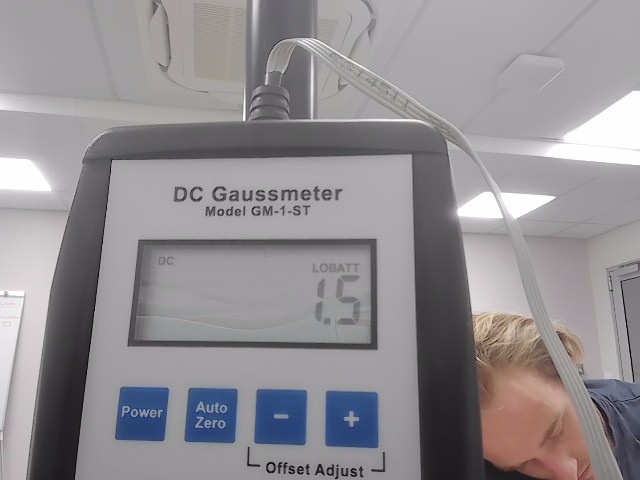 DC Gaussmeter
Model GM-1-ST
DC
LOBATT
1.5
Power
Auto
Zero
-
+
Offset Adjust